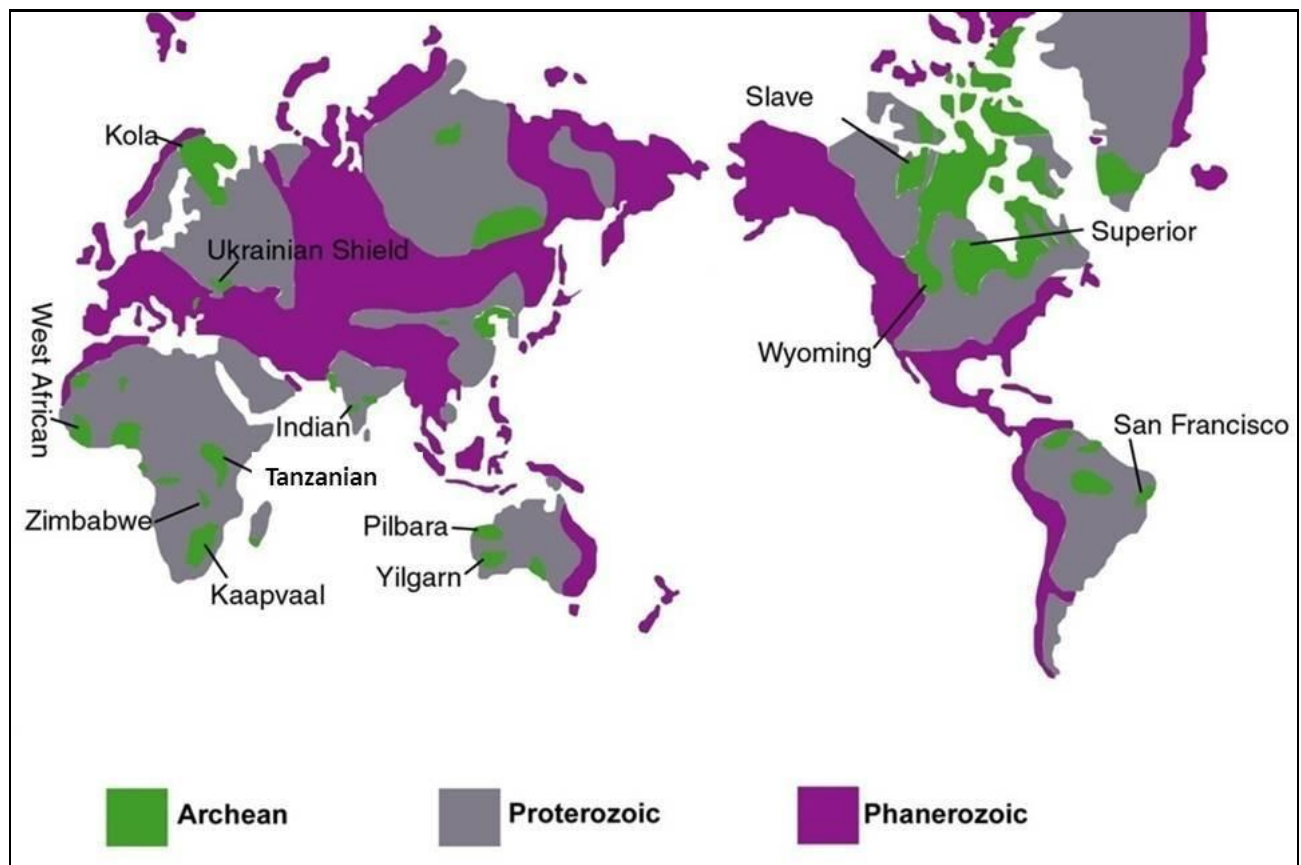 Slave
Kola
Superior
Ukrainian Shield
West African
Wyoming
Indian
San Francisco
Tanzanian
Zimbabwe
Pilbara
Yilgarn
Kaapvaal
Archean
Proterozoic
Phanerozoic